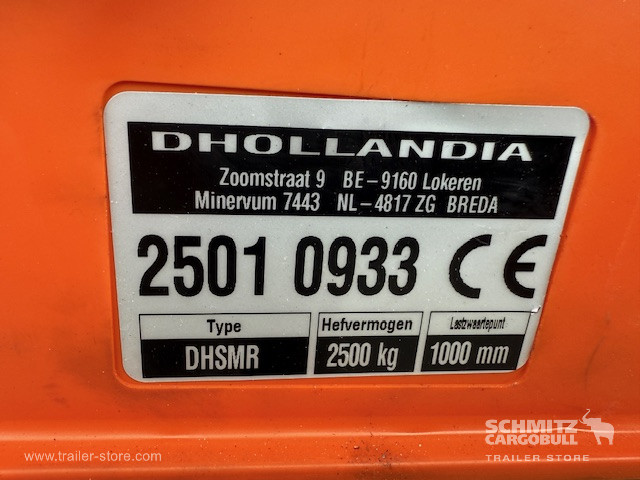 DHOLLANDIA
Zoomstraat 9 BE-9160 Lokeren
Minervum 7443 NL-4817 ZG BREDA
2501 0933 CE
Type Hefvermogen Lastzwaartepunt
DHSMR 2500 kg 1000 mm
SCHMITZ
CARGOBULL
www.trailer-store.com TRAILER STORE